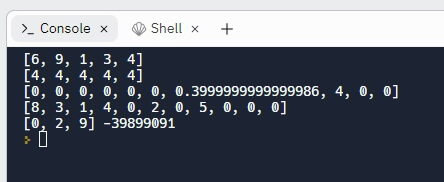 Console × Shell × +
[6, 9, 1, 3, 4]
[4, 4, 4, 4, 4]
[0, 0, 0, 0, 0, 0, 0.3999999999999986, 4, 0, 0]
[8, 3, 1, 4, 0, 2, 0, 5, 0, 0, 0]
[0, 2, 9] -39899091